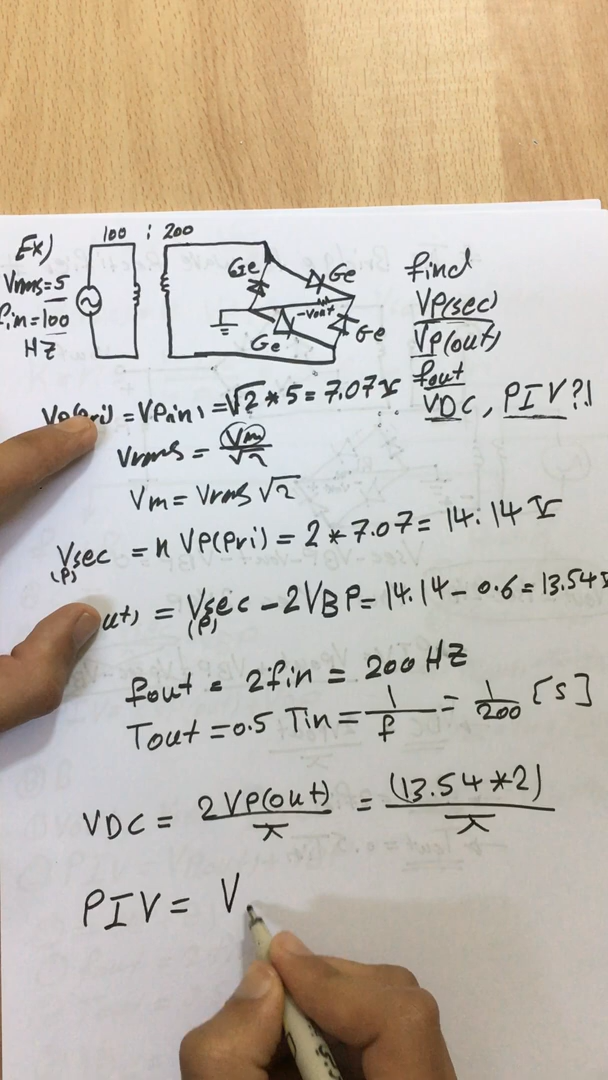 Ex)
100 : 200
Vrms = 5
fin = 100
HZ
Ge
Ge
-Vout+
Ge
Ge
find
VP(sec)
VP(out)
fout
VDC, PIV?!
= VP(in) = √2 * 5 = 7.07 V
Vrms = Vm/√2
Vm = Vrms √2
Vsec(P) = n VP(Pri) = 2 * 7.07 = 14.14 V
ut) = Vsec(P) - 2VBP = 14.14 - 0.6 = 13.54 V
fout = 2fin = 200 HZ
Tout = 0.5 Tin = 1/f = 1/200 [s]
VDC = 2VP(out)/π = (13.54 * 2)/π
PIV = V